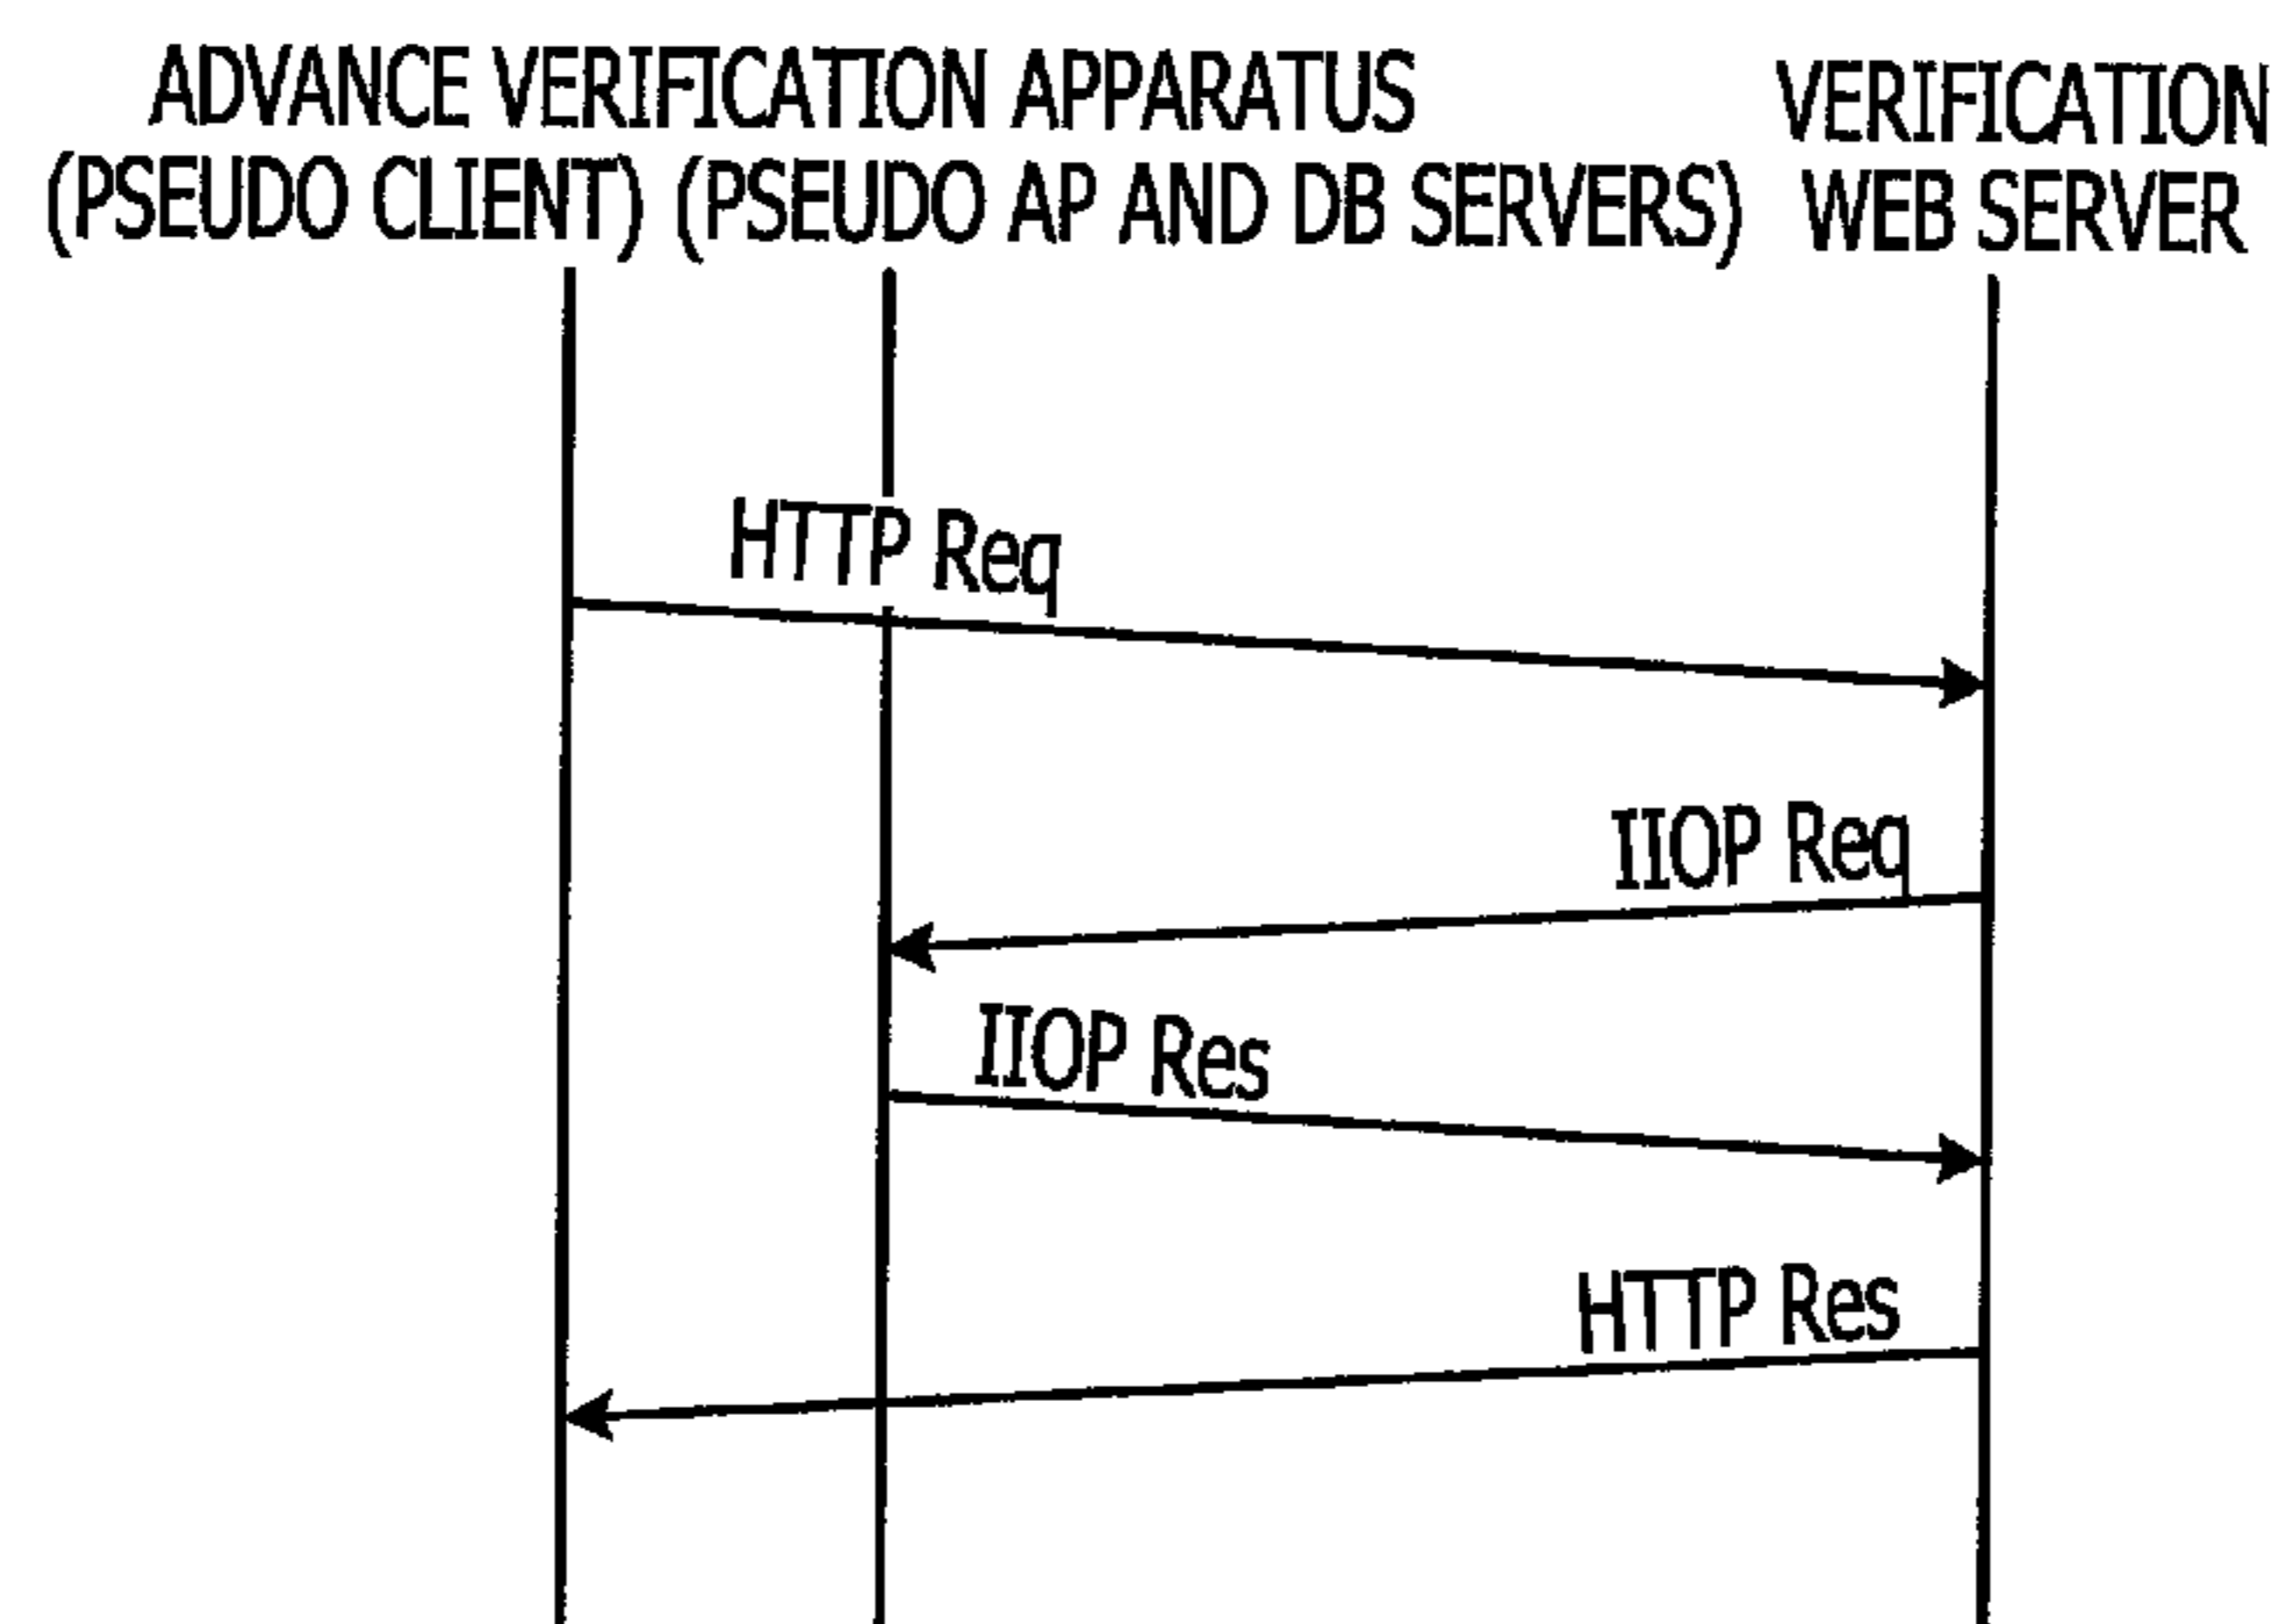 ADVANCE VERIFICATION APPARATUS
(PSEUDO CLIENT) (PSEUDO AP AND DB SERVERS)
VERIFICATION
WEB SERVER
HTTP Req
IIOP Req
IIOP Res
HTTP Res